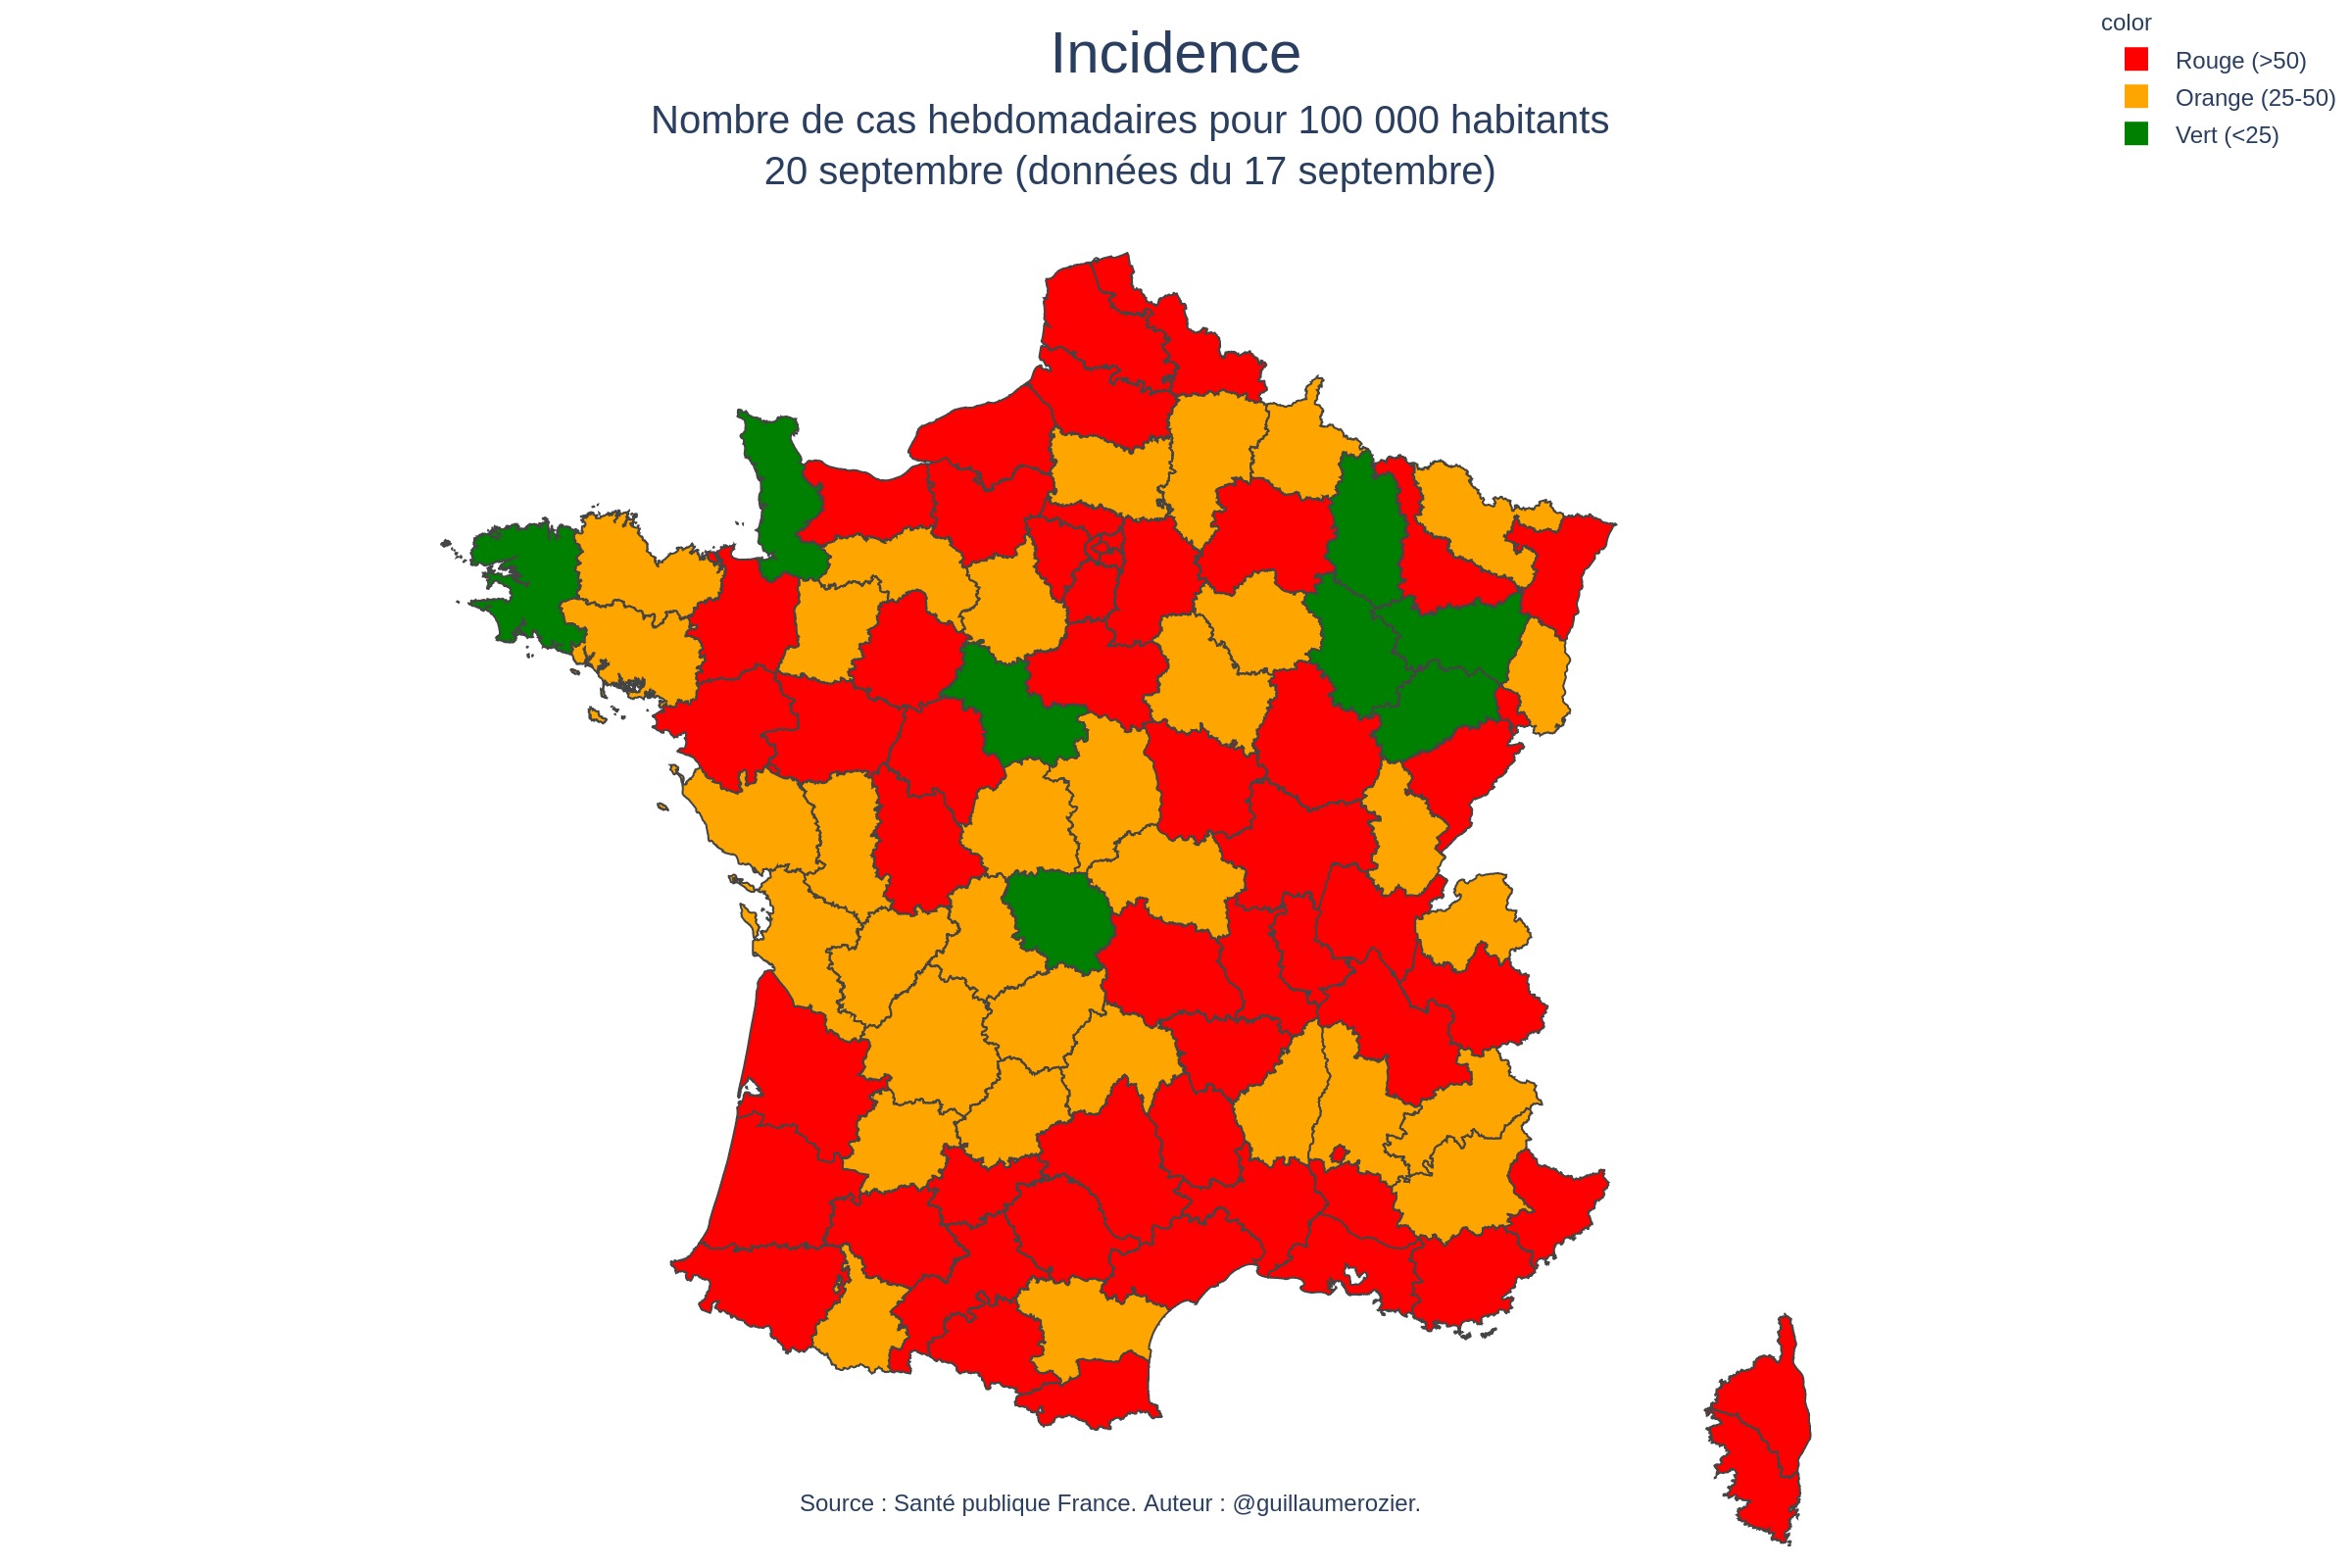 Incidence
Nombre de cas hebdomadaires pour 100 000 habitants
20 septembre (données du 17 septembre)
color
Rouge (>50)
Orange (25-50)
Vert (<25)
Source : Santé publique France. Auteur : @guillaumerozier.